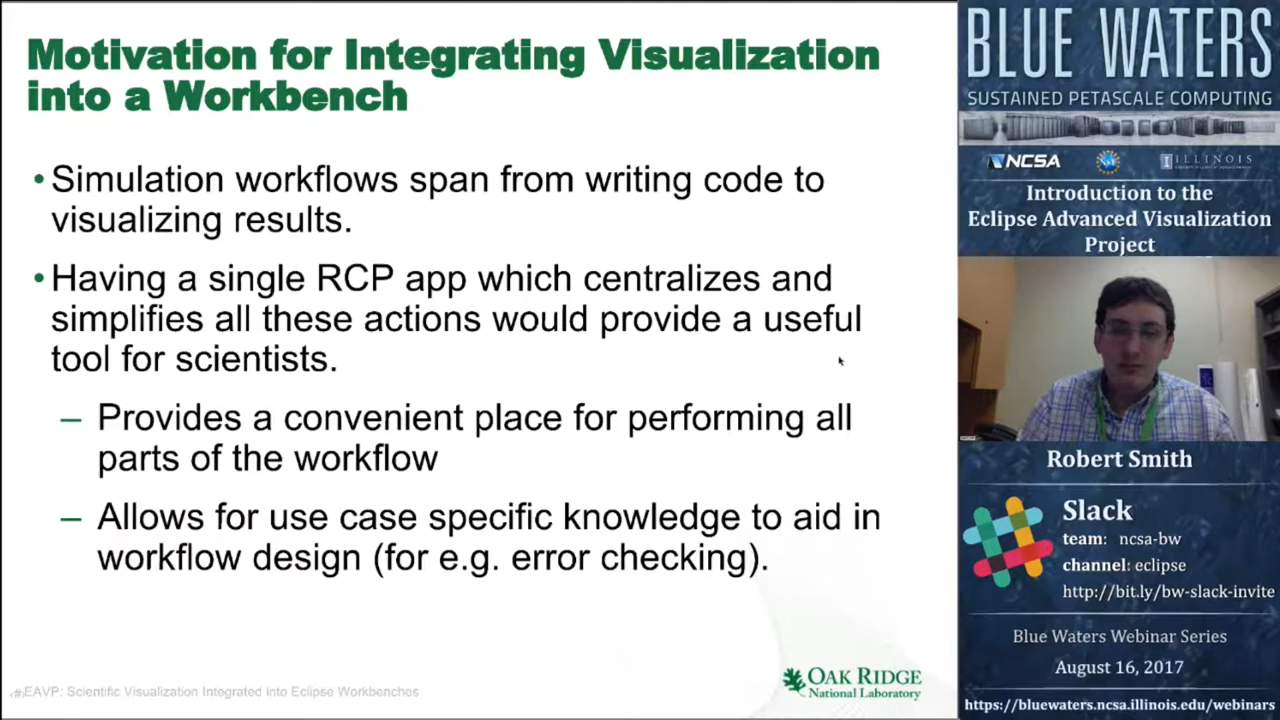 Motivation for Integrating Visualization
into a Workbench
•Simulation workflows span from writing code to
visualizing results.
•Having a single RCP app which centralizes and
simplifies all these actions would provide a useful
tool for scientists.
– Provides a convenient place for performing all
parts of the workflow
– Allows for use case specific knowledge to aid in
workflow design (for e.g. error checking).
‹#›EAVP: Scientific Visualization Integrated into Eclipse Workbenches
OAK RIDGE
National Laboratory
BLUE WATERS
SUSTAINED PETASCALE COMPUTING
NCSA
NSF
ILLINOIS
Introduction to the
Eclipse Advanced Visualization
Project
Robert Smith
Slack
team: ncsa-bw
channel: eclipse
http://bit.ly/bw-slack-invite
Blue Waters Webinar Series
August 16, 2017
https://bluewaters.ncsa.illinois.edu/webinars